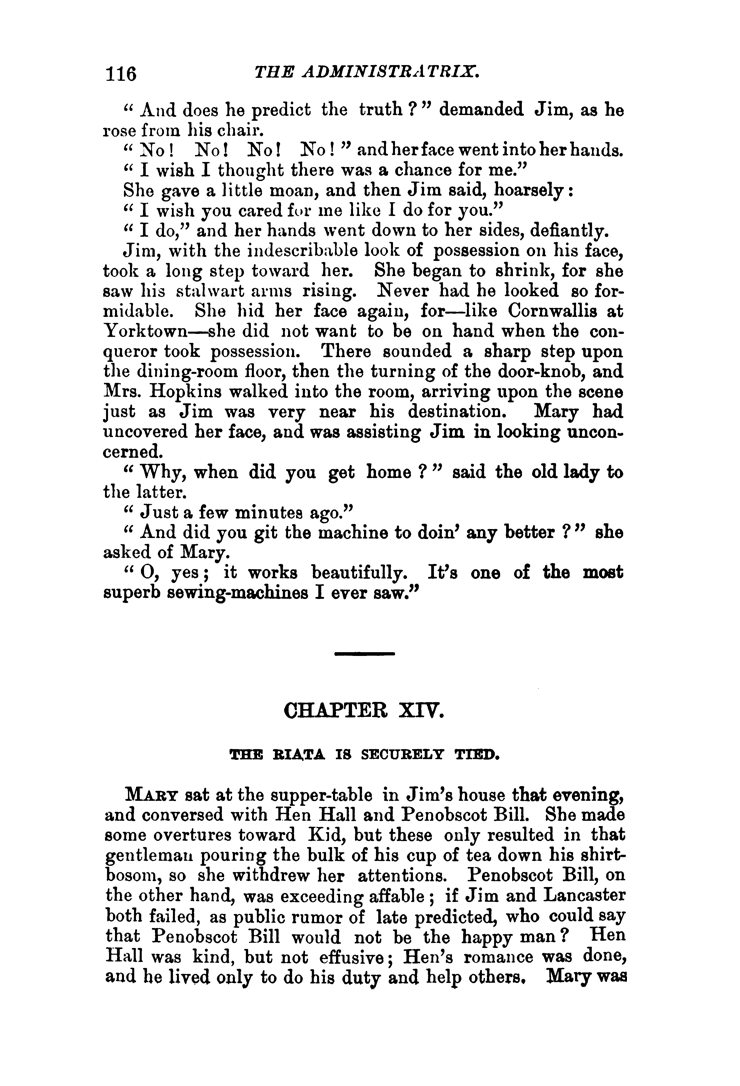 116 THE ADMINISTRATRIX.
“ And does he predict the truth ? ” demanded Jim, as he
rose from his chair.
“ No ! No ! No ! No ! ” and her face went into her hands.
“ I wish I thought there was a chance for me.”
She gave a little moan, and then Jim said, hoarsely :
“ I wish you cared for me like I do for you.”
“ I do,” and her hands went down to her sides, defiantly.
Jim, with the indescribable look of possession on his face,
took a long step toward her. She began to shrink, for she
saw his stalwart arms rising. Never had he looked so for-
midable. She hid her face again, for—like Cornwallis at
Yorktown—she did not want to be on hand when the con-
queror took possession. There sounded a sharp step upon
the dining-room floor, then the turning of the door-knob, and
Mrs. Hopkins walked into the room, arriving upon the scene
just as Jim was very near his destination. Mary had
uncovered her face, and was assisting Jim in looking uncon-
cerned.
“ Why, when did you get home ? ” said the old lady to
the latter.
“ Just a few minutes ago.”
“ And did you git the machine to doin’ any better ? ” she
asked of Mary.
“ O, yes ; it works beautifully. It’s one of the most
superb sewing-machines I ever saw.”
CHAPTER XIV.
THE RIATA IS SECURELY TIED.
MARY sat at the supper-table in Jim’s house that evening,
and conversed with Hen Hall and Penobscot Bill. She made
some overtures toward Kid, but these only resulted in that
gentleman pouring the bulk of his cup of tea down his shirt-
bosom, so she withdrew her attentions. Penobscot Bill, on
the other hand, was exceeding affable ; if Jim and Lancaster
both failed, as public rumor of late predicted, who could say
that Penobscot Bill would not be the happy man ? Hen
Hall was kind, but not effusive ; Hen’s romance was done,
and he lived only to do his duty and help others. Mary was